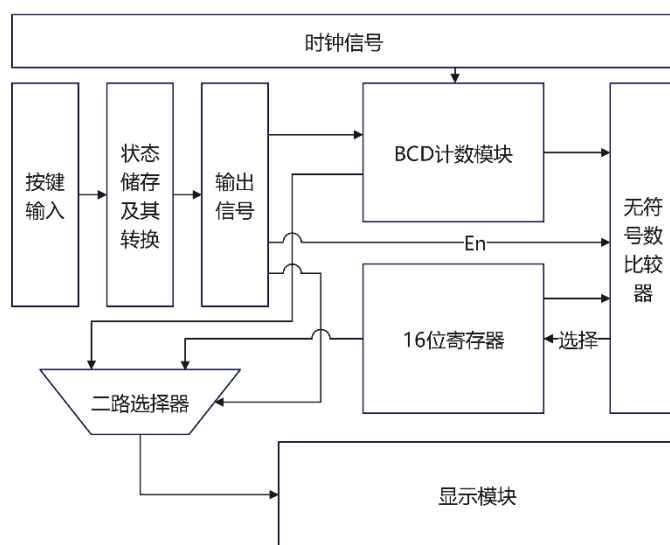 时钟信号
按键
输入
状态
储存
及其
转换
输出
信号
BCD计数模块
无符
号数
比较
器
En
16位寄存器
选择
二路选择器
显示模块